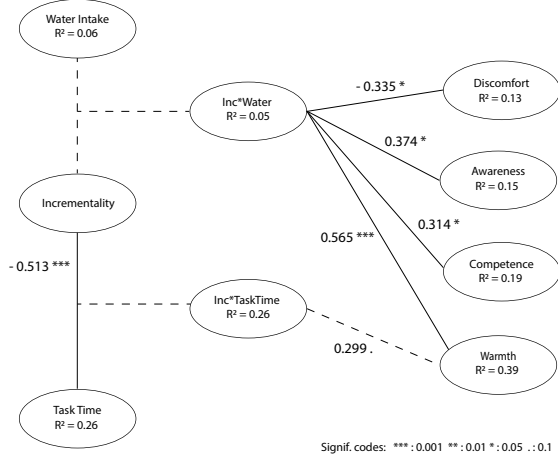 Water Intake
R² = 0.06
Inc*Water
R² = 0.05
- 0.335 *
Discomfort
R² = 0.13
0.374 *
Awareness
R² = 0.15
Incrementality
0.314 *
0.565 ***
- 0.513 ***
Competence
R² = 0.19
Inc*TaskTime
R² = 0.26
0.299 .
Warmth
R² = 0.39
Task Time
R² = 0.26
Signif. codes: *** : 0.001 ** : 0.01 * : 0.05 . : 0.1